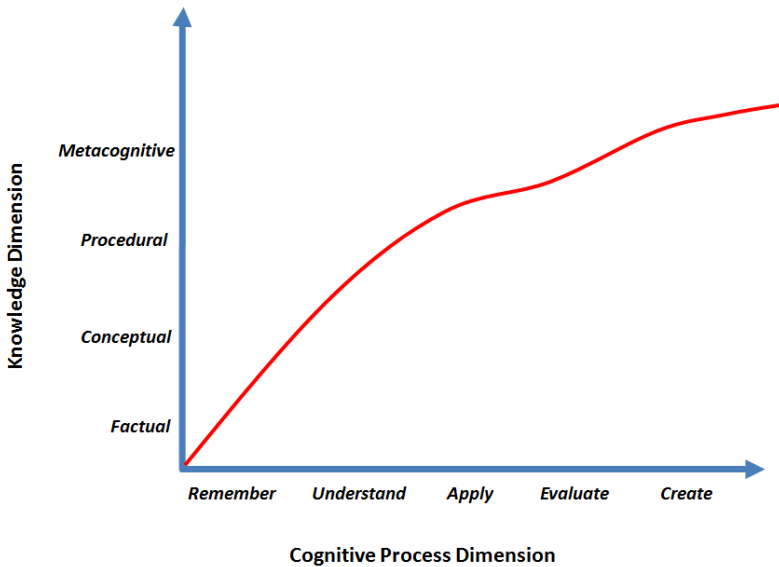 Metacognitive
Procedural
Conceptual
Factual
Knowledge Dimension
Remember Understand Apply Evaluate Create
Cognitive Process Dimension